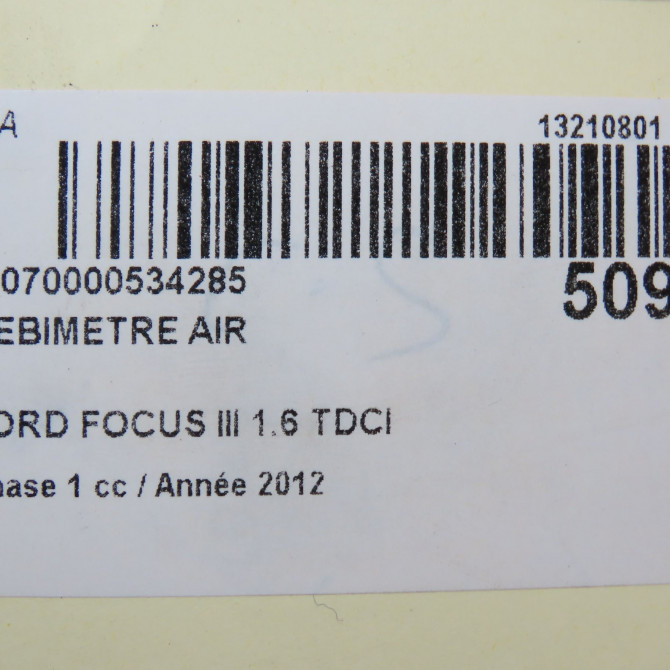 A 13210801
070000534285 509
EBIMETRE AIR
ORD FOCUS III 1.6 TDCI
hase 1 cc / Année 2012